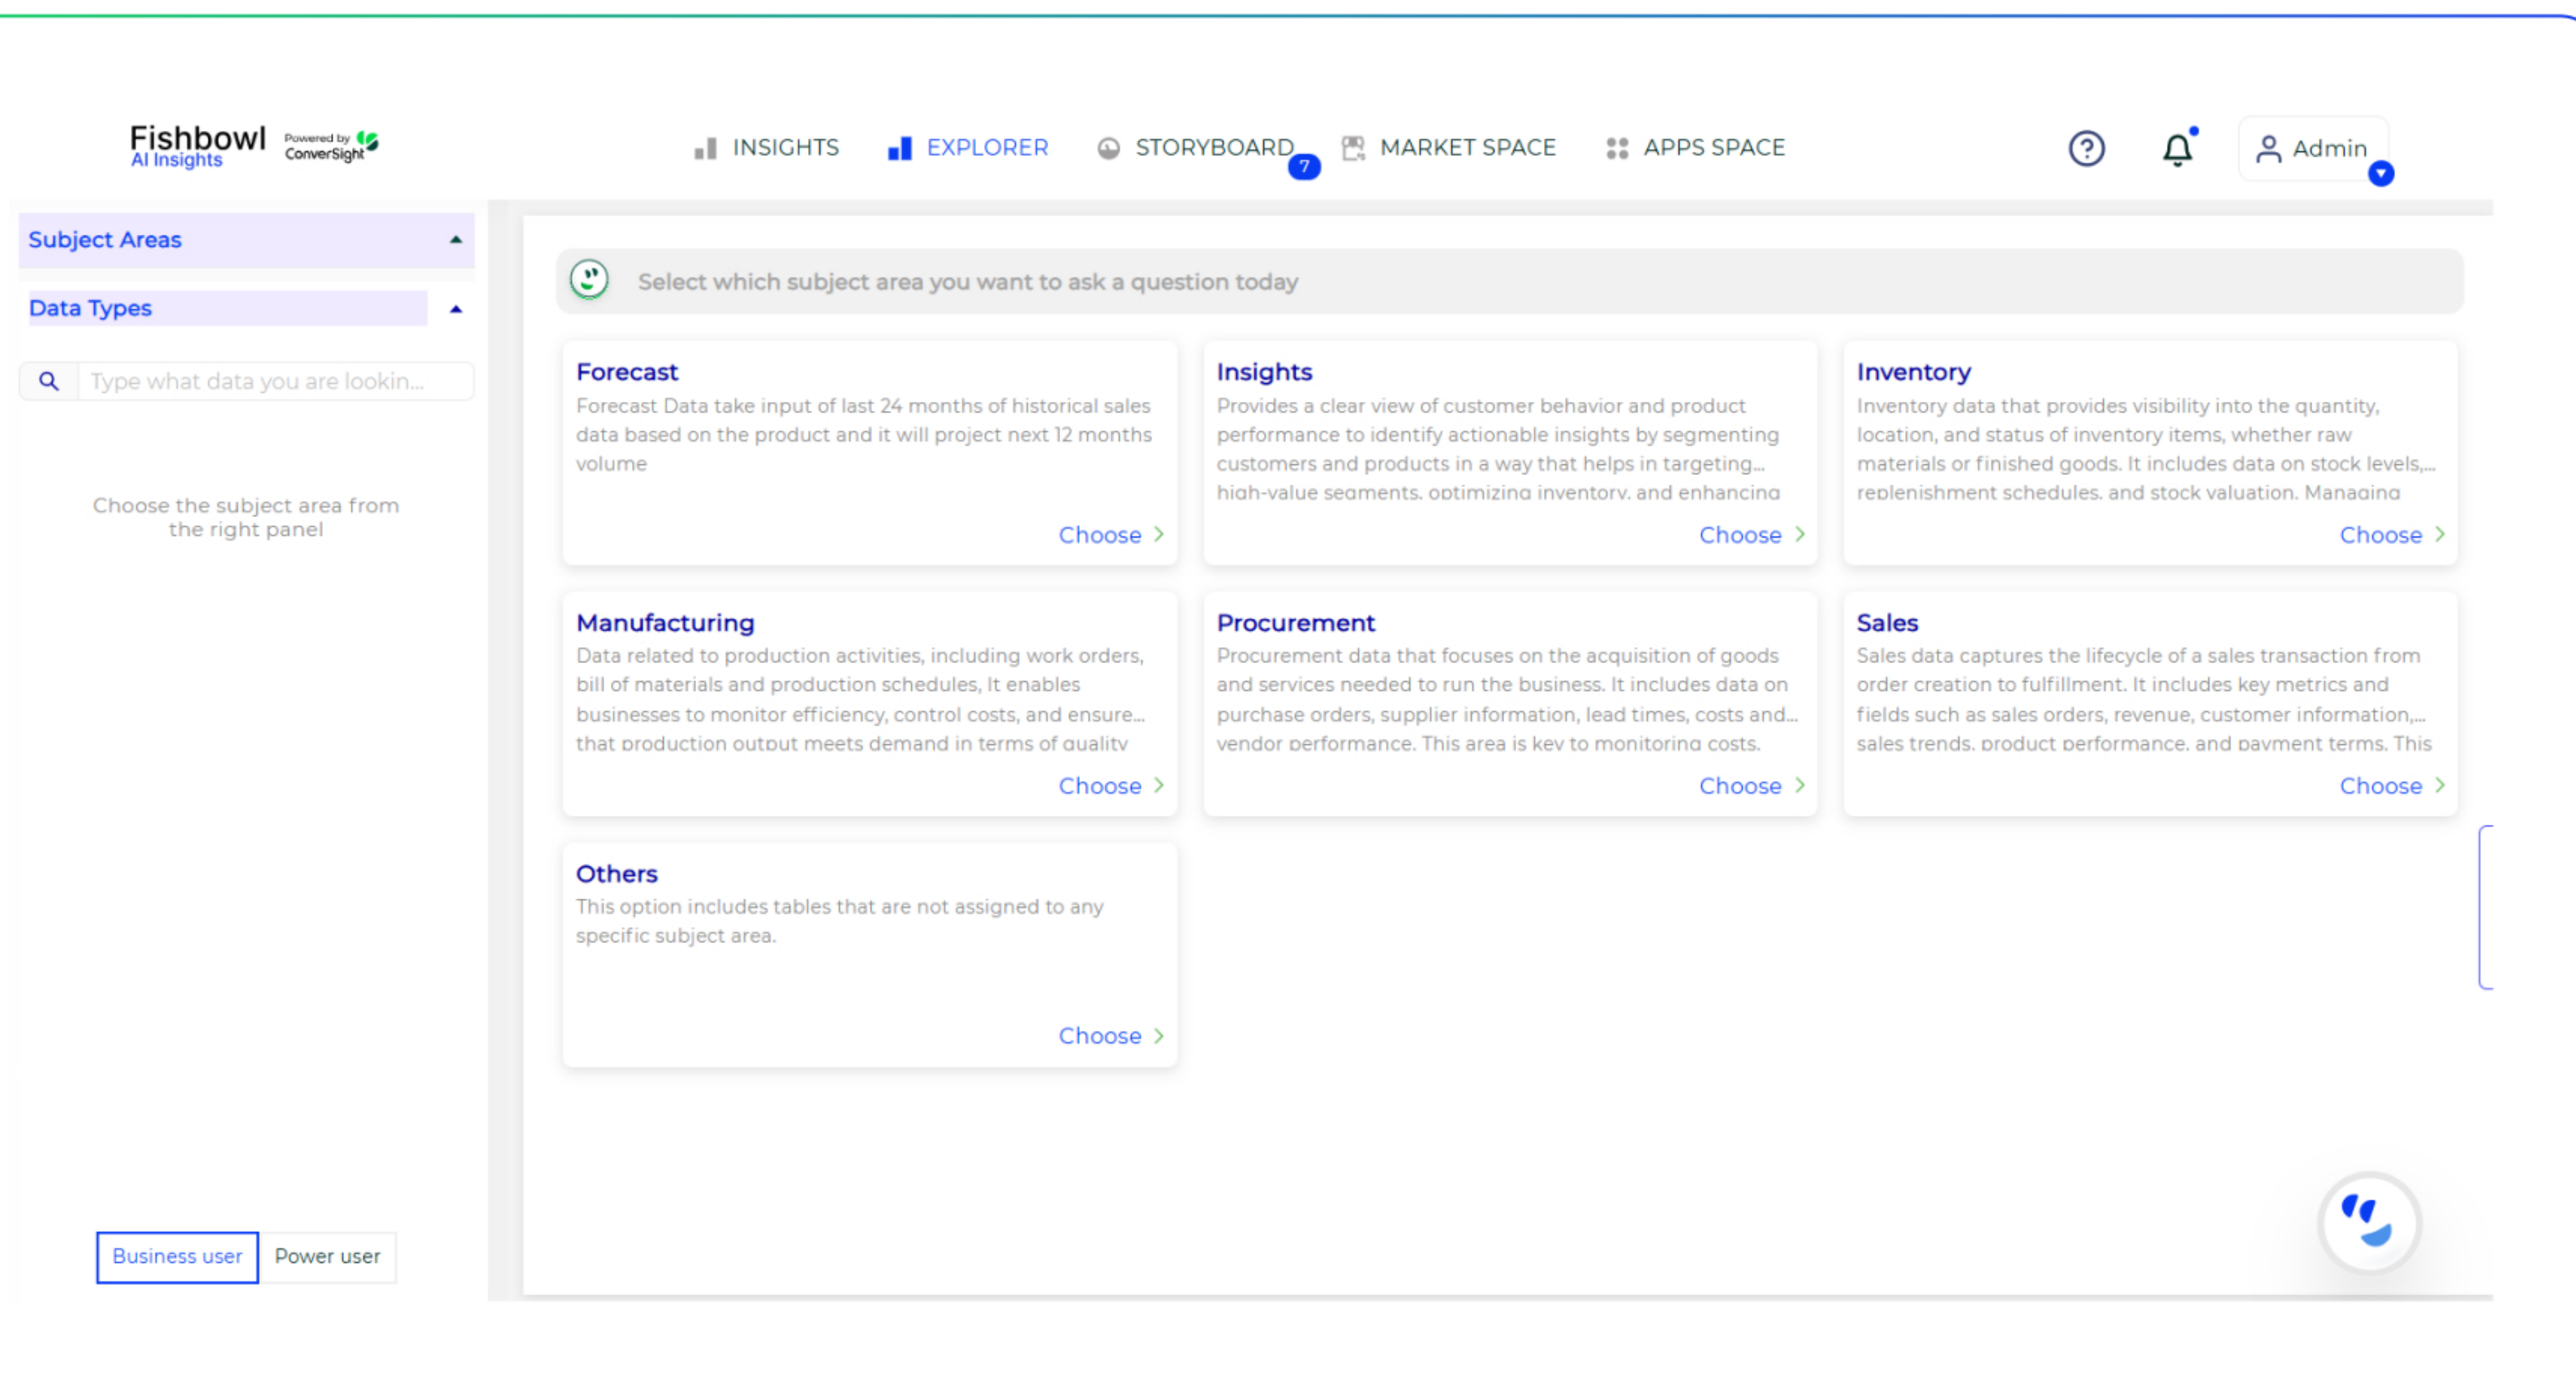 Fishbowl
AI Insights
Powered by
ConverSight
INSIGHTS
EXPLORER
STORYBOARD
7
MARKET SPACE
APPS SPACE
Admin
Subject Areas
Data Types
Type what data you are lookin...
Choose the subject area from
the right panel
Business user
Power user
Select which subject area you want to ask a question today
Forecast
Forecast Data take input of last 24 months of historical sales
data based on the product and it will project next 12 months
volume
Choose >
Insights
Provides a clear view of customer behavior and product
performance to identify actionable insights by segmenting
customers and products in a way that helps in targeting...
high-value segments, optimizing inventory, and enhancing
Choose >
Inventory
Inventory data that provides visibility into the quantity,
location, and status of inventory items, whether raw
materials or finished goods. It includes data on stock levels,...
replenishment schedules, and stock valuation. Managing
Choose >
Manufacturing
Data related to production activities, including work orders,
bill of materials and production schedules, It enables
businesses to monitor efficiency, control costs, and ensure...
that production output meets demand in terms of quality
Choose >
Procurement
Procurement data that focuses on the acquisition of goods
and services needed to run the business. It includes data on
purchase orders, supplier information, lead times, costs and...
vendor performance. This area is key to monitoring costs,
Choose >
Sales
Sales data captures the lifecycle of a sales transaction from
order creation to fulfillment. It includes key metrics and
fields such as sales orders, revenue, customer information,...
sales trends, product performance, and payment terms. This
Choose >
Others
This option includes tables that are not assigned to any
specific subject area.
Choose >